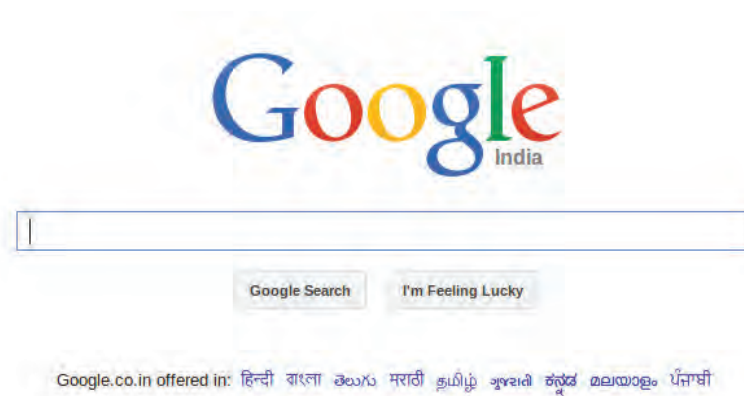 Google
India
Google Search I'm Feeling Lucky
Google.co.in offered in: हिन्दी বাংলা తెలుగు मराठी தமிழ் ગુજરાતી ಕನ್ನಡ മലയാളം ਪੰਜਾਬੀ